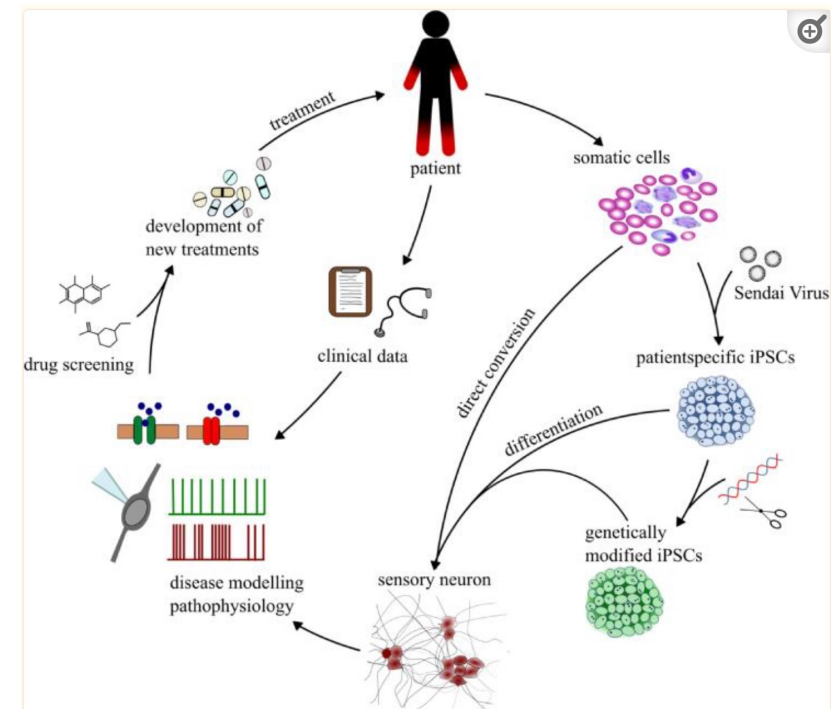 treatment
patient
somatic cells
development of
new treatments
Sendai Virus
drug screening
clinical data
direct conversion
patientspecific iPSCs
differentiation
genetically
modified iPSCs
disease modelling
pathophysiology
sensory neuron